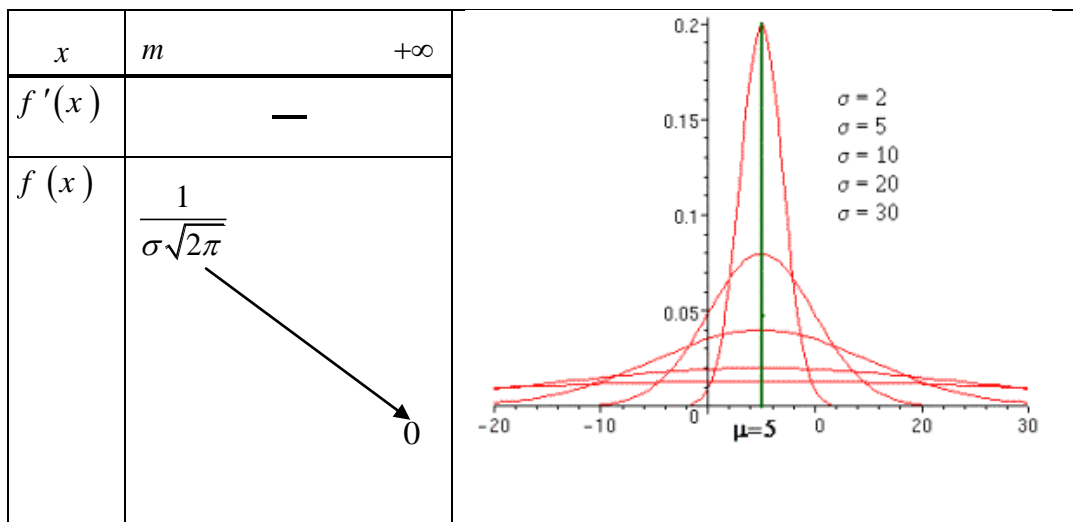 x m +∞
f'(x) −
f(x) 1/(σ√2π)
0
0.2
0.15
0.1
0.05
0
σ = 2
σ = 5
σ = 10
σ = 20
σ = 30
-20 -10 0 20 30
μ=5